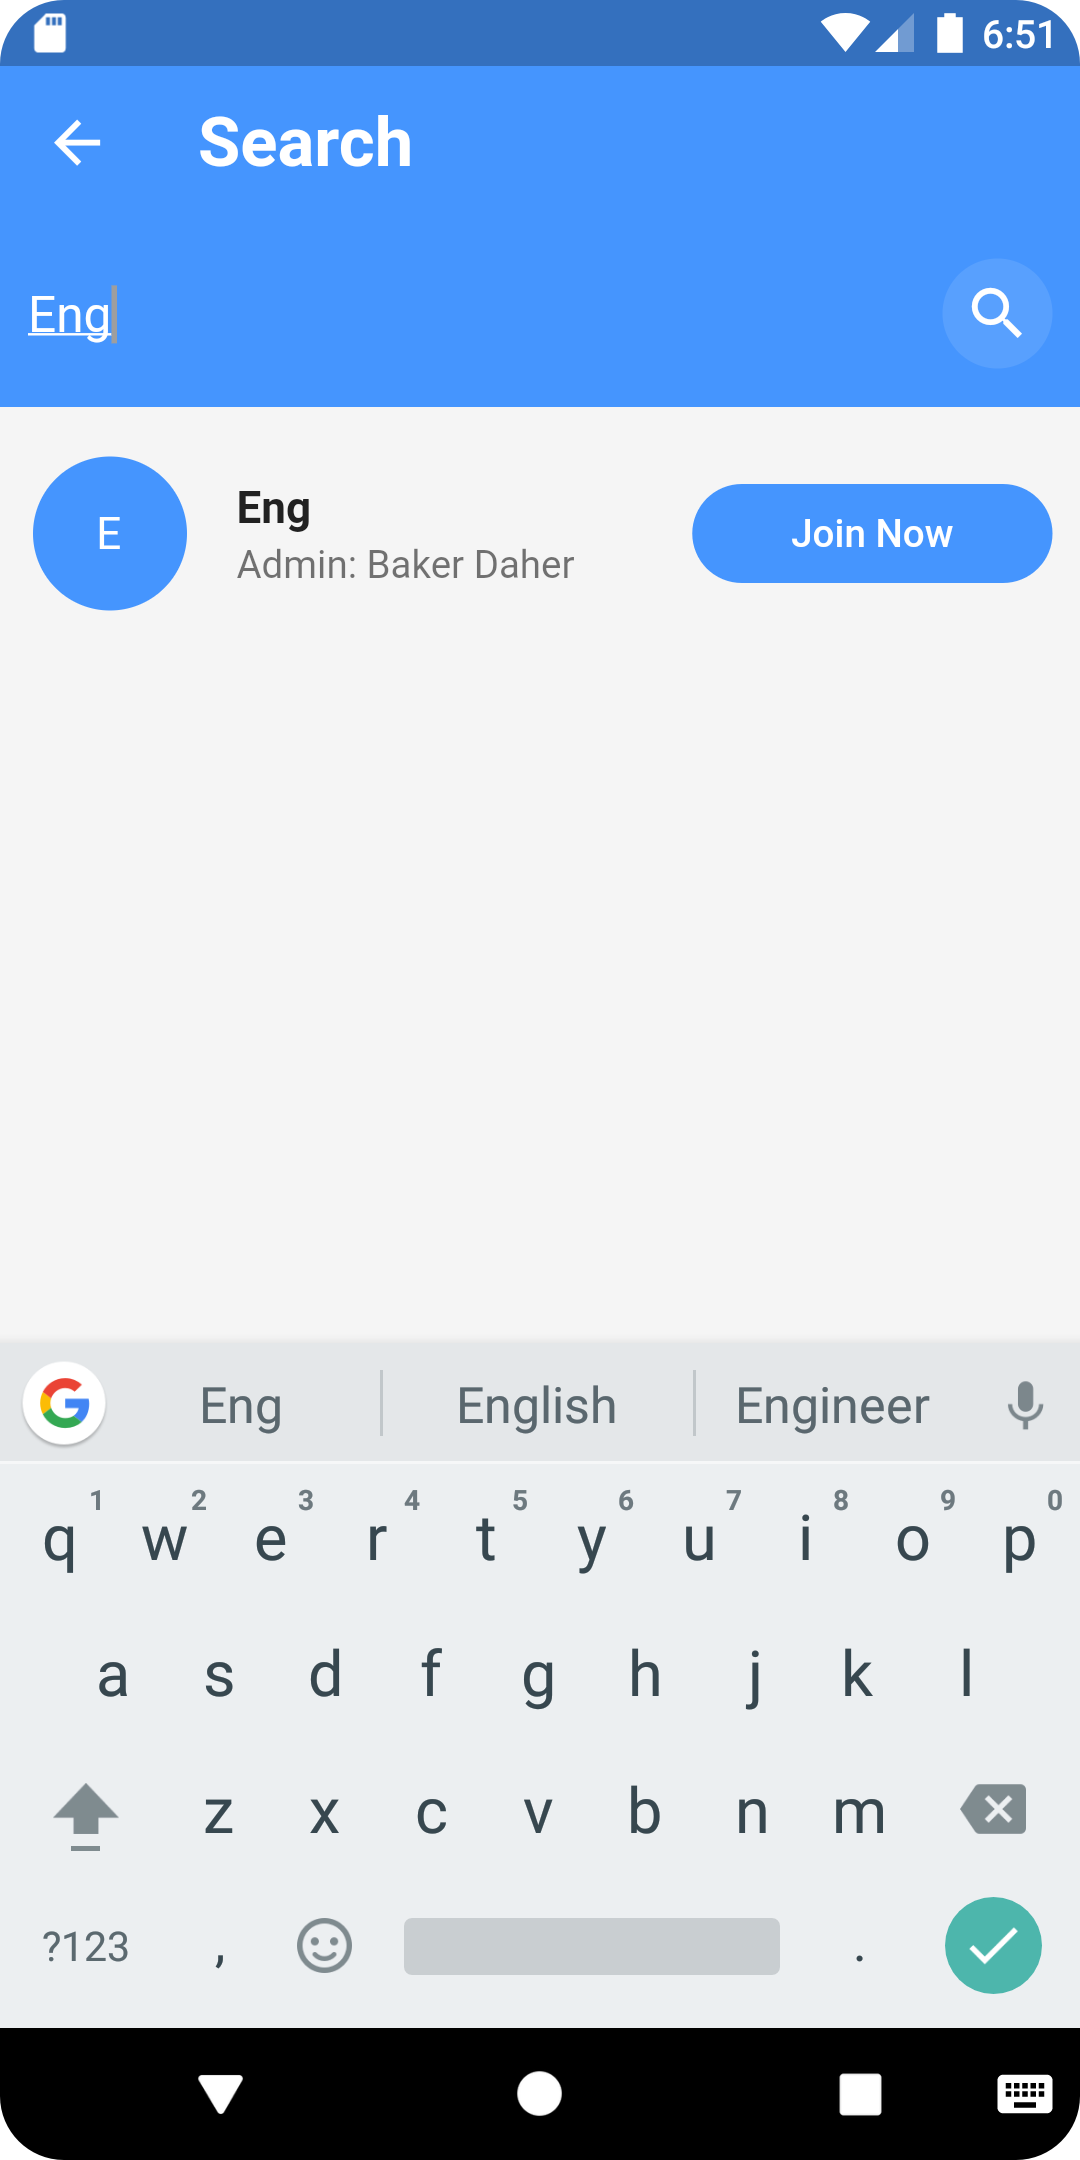 6:51
Search
Eng
E
Eng
Admin: Baker Daher
Join Now
Eng English Engineer
1 2 3 4 5 6 7 8 9 0
q w e r t y u i o p
a s d f g h j k l
z x c v b n m
?123 , .